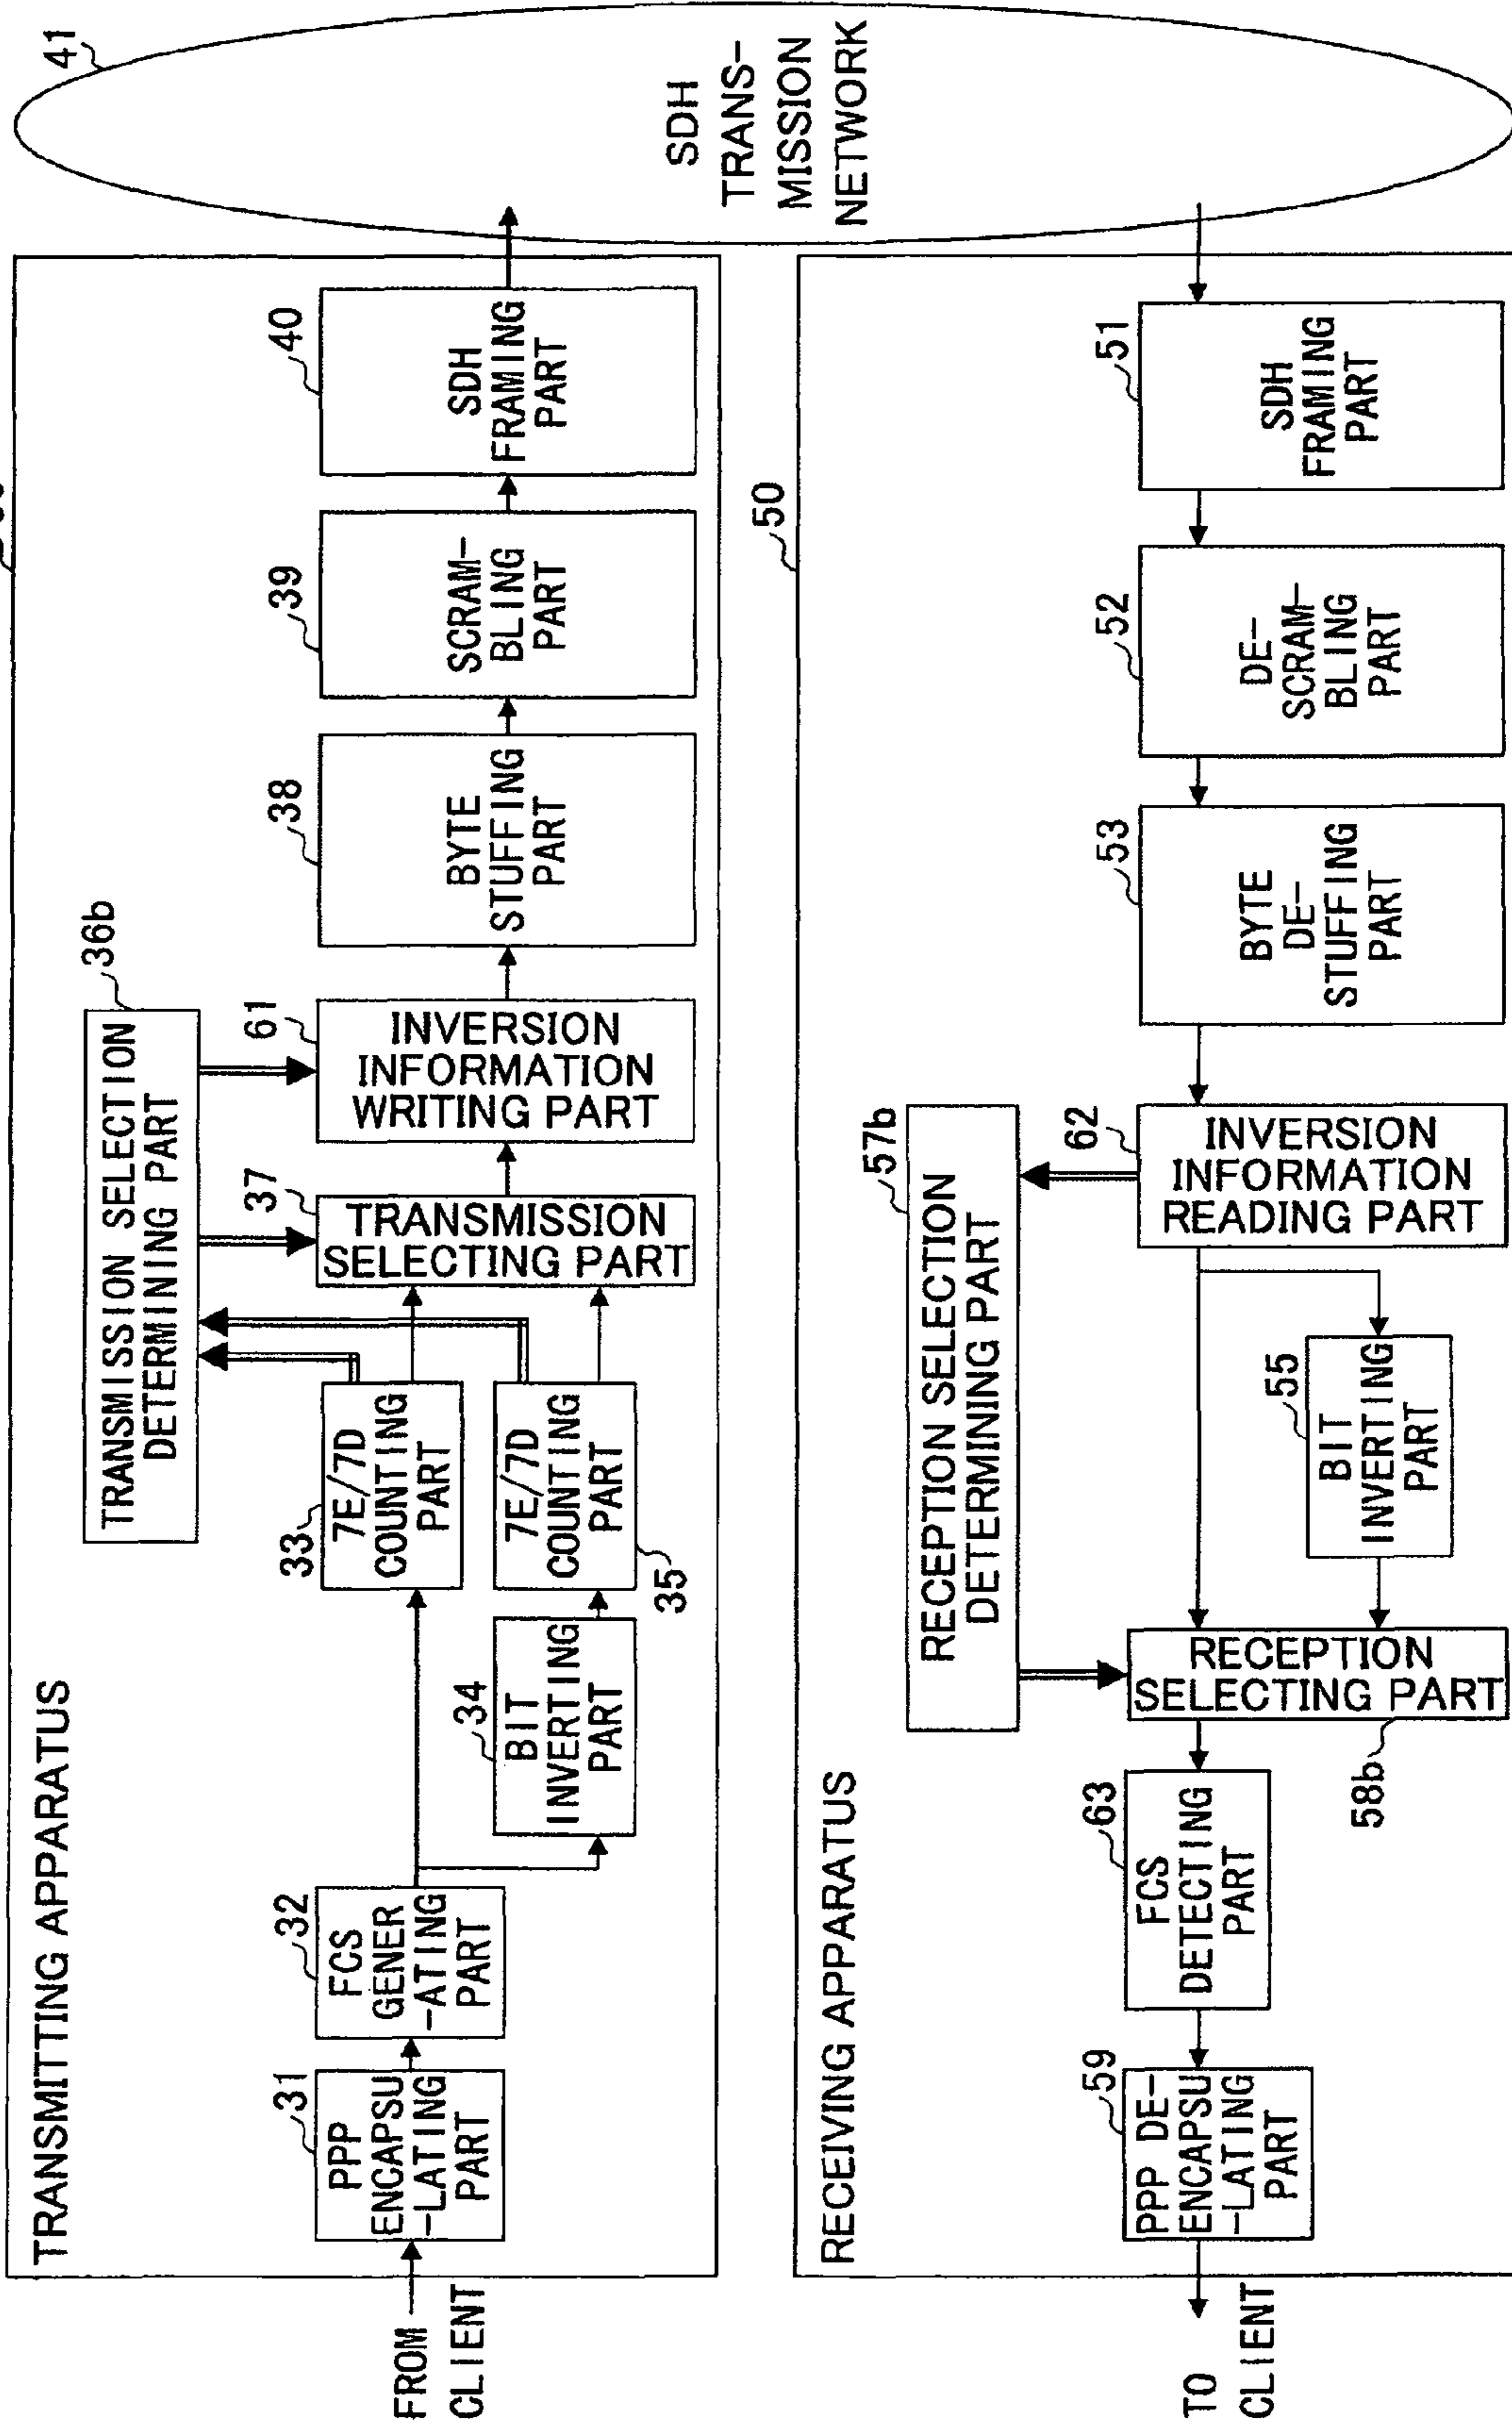 TRANSMITTING APPARATUS
FROM
CLIENT
31
PPP
ENCAPSU
-LATING
PART
32
FCS
GENER
-ATING
PART
33
7E/7D
COUNTING
PART
34
BIT
INVERTING
PART
35
7E/7D
COUNTING
PART
36b
TRANSMISSION SELECTION
DETERMINING PART
37
TRANSMISSION
SELECTING PART
61
INVERSION
INFORMATION
WRITING PART
38
BYTE
STUFFING
PART
39
SCRAM-
BLING
PART
40
SDH
FRAMING
PART
41
SDH
TRANS-
MISSION
NETWORK
RECEIVING APPARATUS
50
51
SDH
FRAMING
PART
52
DE-
SCRAM-
BLING
PART
53
BYTE
DE-
STUFFING
PART
62
INVERSION
INFORMATION
READING PART
57b
RECEPTION SELECTION
DETERMINING PART
55
BIT
INVERTING
PART
RECEPTION
SELECTING PART
58b
63
FCS
DETECTING
PART
59
PPP DE-
ENCAPSU
-LATING
PART
TO
CLIENT